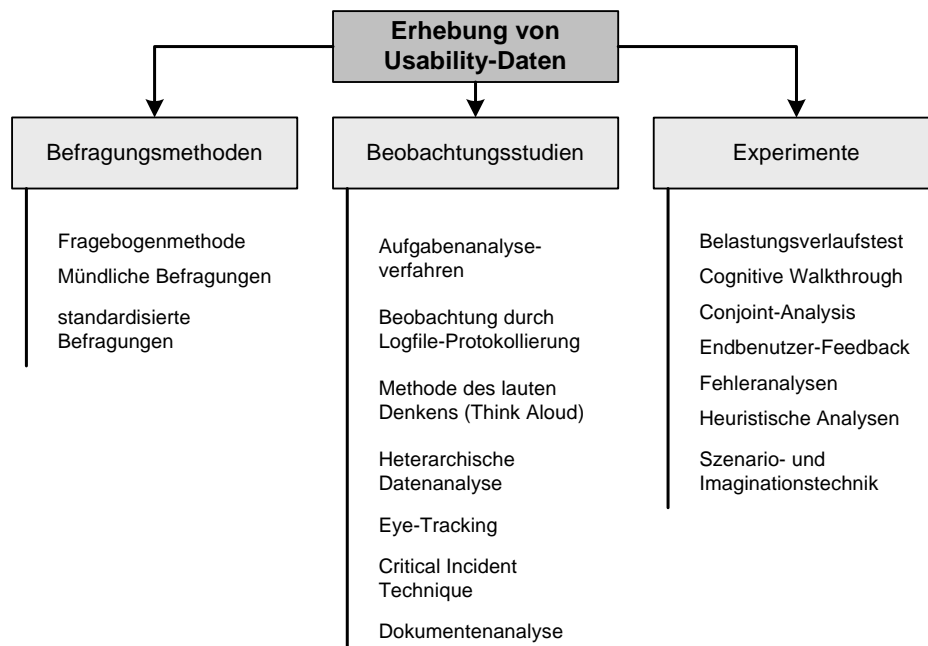 Erhebung von
Usability-Daten
Befragungsmethoden
Fragebogenmethode
Mündliche Befragungen
standardisierte
Befragungen
Beobachtungsstudien
Aufgabenanalyse-
verfahren
Beobachtung durch
Logfile-Protokollierung
Methode des lauten
Denkens (Think Aloud)
Heterarchische
Datenanalyse
Eye-Tracking
Critical Incident
Technique
Dokumentenanalyse
Experimente
Belastungsverlaufstest
Cognitive Walkthrough
Conjoint-Analysis
Endbenutzer-Feedback
Fehleranalysen
Heuristische Analysen
Szenario- und
Imaginationstechnik